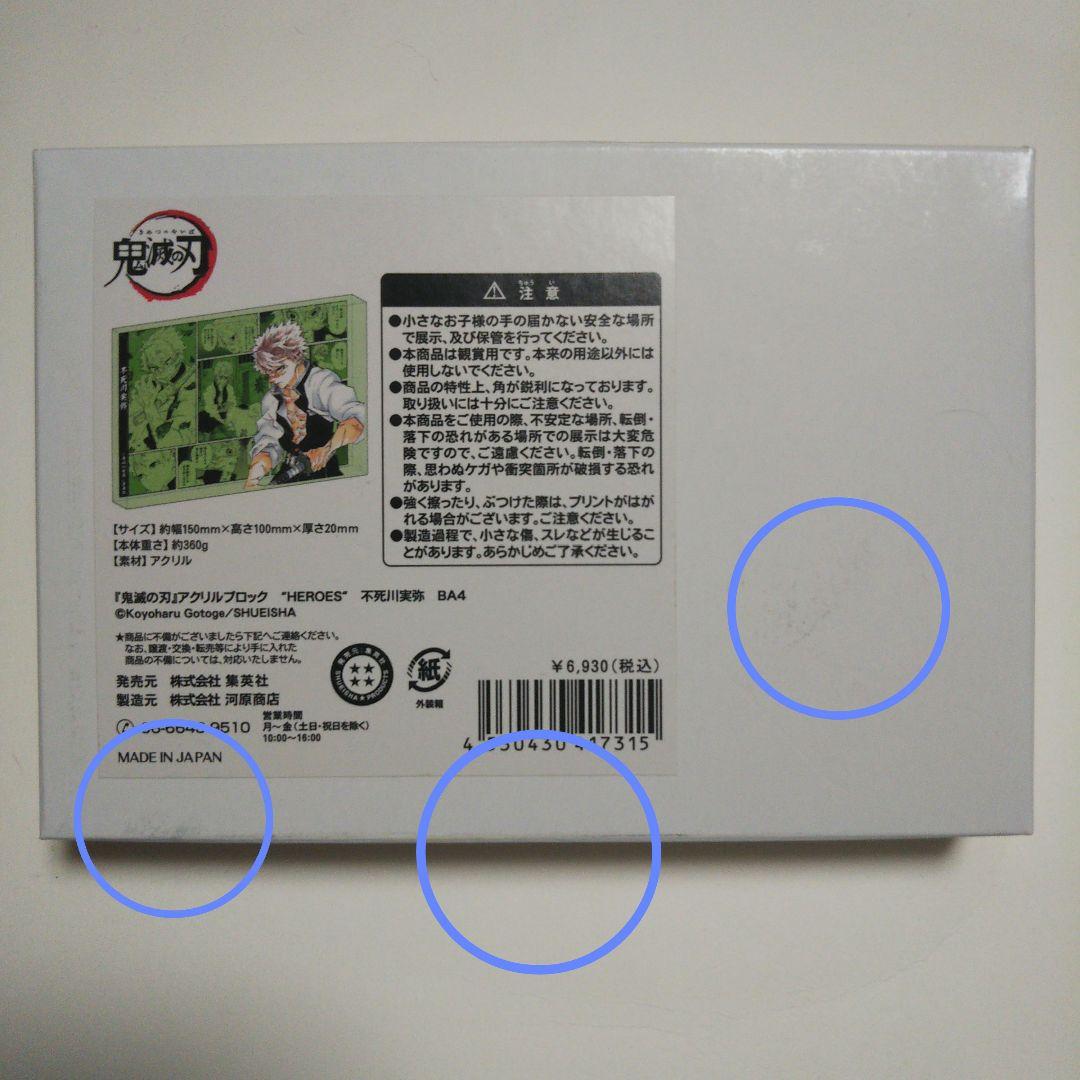 きめつのやいば
鬼滅の刃
不死川実弥
⚠ 注意
ちゅうい
●小さなお子様の手の届かない安全な場所
で展示、及び保管を行ってください。
●本商品は観賞用です。本来の用途以外には
使用しないでください。
●商品の特性上、角が鋭利になっております。
取り扱いには十分にご注意ください。
●本商品をご使用の際、不安定な場所、転倒・
落下の恐れがある場所での展示は大変危
険ですので、ご遠慮ください。転倒・落下の
際、思わぬケガや衝突箇所が破損する恐れ
があります。
●強く擦ったり、ぶつけた際は、プリントがはが
れる場合がございます。ご注意ください。
●製造過程で、小さな傷、スレなどが生じるこ
とがあります。あらかじめご了承ください。
【サイズ】約幅150mm×高さ100mm×厚さ20mm
【本体重さ】約360g
【素材】アクリル
『鬼滅の刃』アクリルブロック “HEROES” 不死川実弥 BA4
©Koyoharu Gotoge/SHUEISHA
★商品に不備がございましたら下記へご連絡ください。
なお、譲渡・交換・転売等により手に入れた
商品の不備については、対応いたしません。
発売元 株式会社 集英社
製造元 株式会社 河原商店
9510
営業時間
月〜金(土日・祝日を除く)
10:00〜16:00
MADE IN JAPAN
発売元 集英社
SHUEISHA PRODUCTS
紙
外装箱
¥6,930(税込)
4 550430 417315